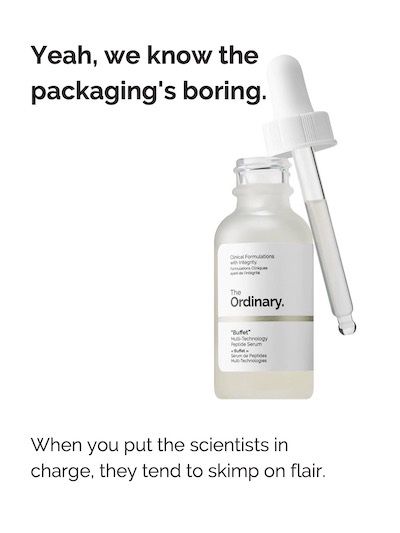 Yeah, we know the
packaging's boring.
Clinical Formulations
with Integrity.
Formulations Cliniques
ayant de l'intégrité.
The
Ordinary.
"Buffet"
Multi-Technology
Peptide Serum
« Buffet »
Sérum de Peptides
Multi-Technologies
When you put the scientists in
charge, they tend to skimp on flair.